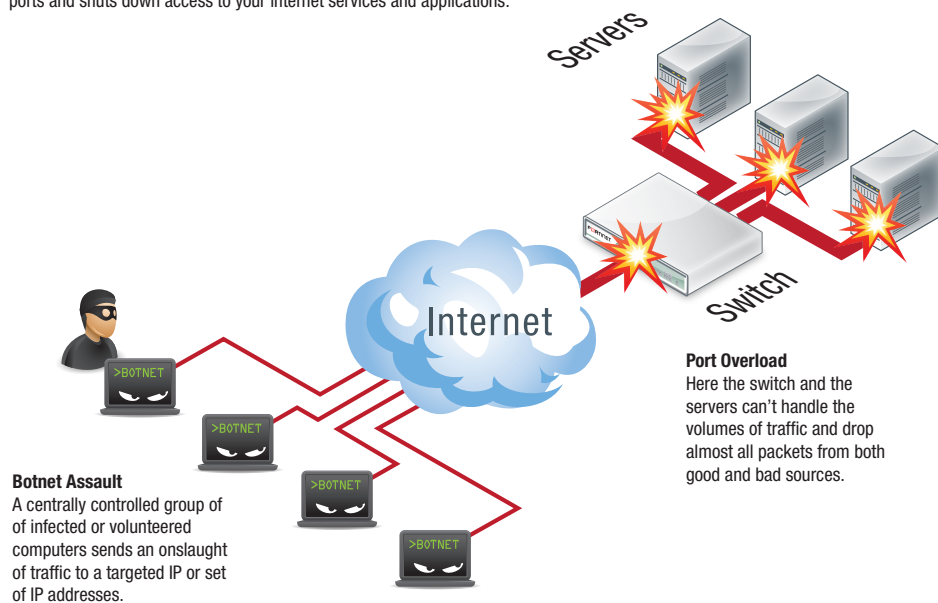 ports and shuts down access to your internet services and applications.
Servers
FORTINET
Switch
Internet
>BOTNET
>BOTNET
>BOTNET
>BOTNET
Port Overload
Here the switch and the
servers can't handle the
volumes of traffic and drop
almost all packets from both
good and bad sources.
Botnet Assault
A centrally controlled group of
of infected or volunteered
computers sends an onslaught
of traffic to a targeted IP or set
of IP addresses.